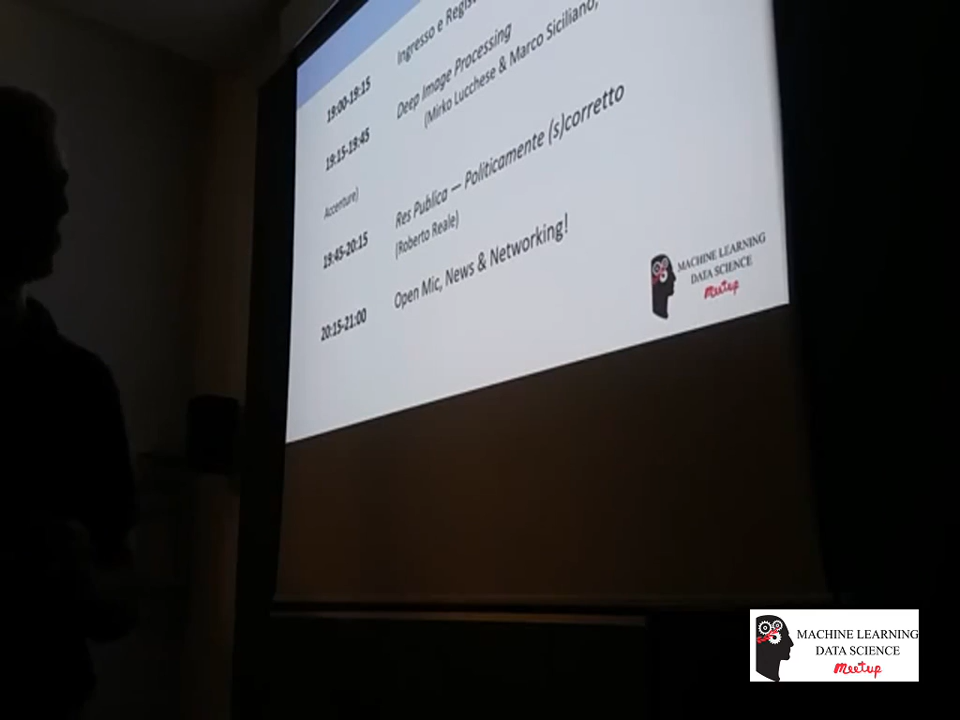 Ingresso e Regis
19:00-19:15
Deep Image Processing
(Mirko Lucchese & Marco Siciliano,
19:15-19:45
Accenture)
Res Publica — Politicamente (s)corretto
(Roberto Reale)
19:45-20:15
Open Mic, News & Networking!
20:15-21:00
MACHINE LEARNING
DATA SCIENCE
Meetup
MACHINE LEARNING
DATA SCIENCE
Meetup